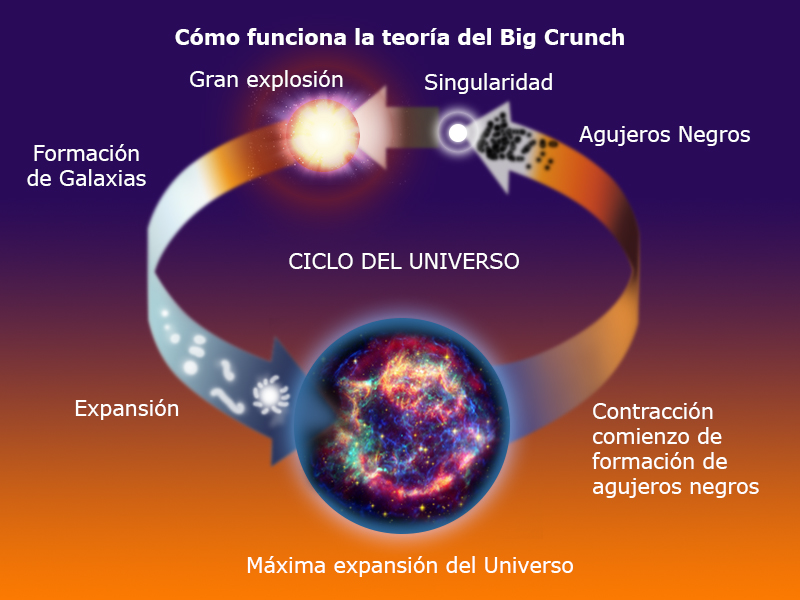 Cómo funciona la teoría del Big Crunch
Gran explosión
Singularidad
Agujeros Negros
Formación
de Galaxias
CICLO DEL UNIVERSO
Expansión
Contracción
comienzo de
formación de
agujeros negros
Máxima expansión del Universo